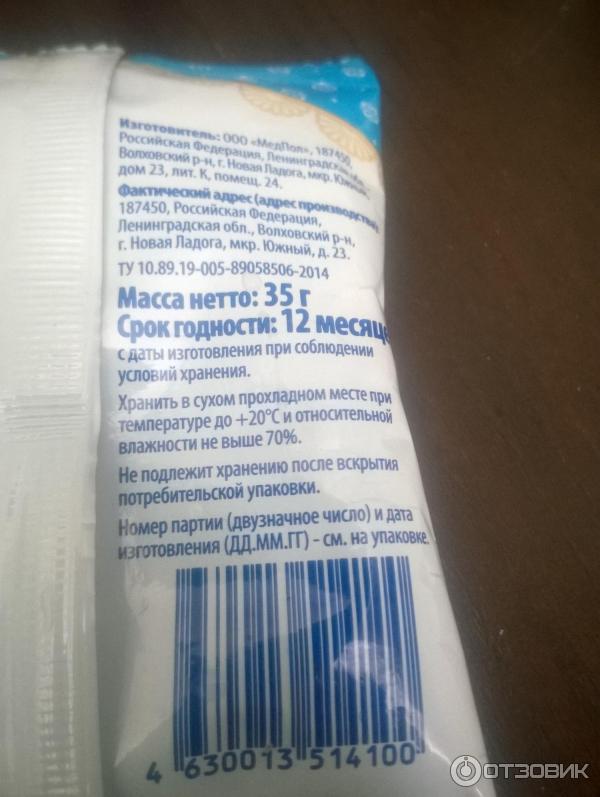 Изготовитель: ООО «МедПол», 187450,
Российская Федерация, Ленинградская обл.,
Волховский р-н, г. Новая Ладога, мкр. Южный,
дом 23, лит. К, помещ. 24.
Фактический адрес (адрес производства):
187450, Российская Федерация,
Ленинградская обл., Волховский р-н,
г. Новая Ладога, мкр. Южный, д. 23.
ТУ 10.89.19-005-89058506-2014
Масса нетто: 35 г
Срок годности: 12 месяце
с даты изготовления при соблюдении
условий хранения.
Хранить в сухом прохладном месте при
температуре до +20°С и относительной
влажности не выше 70%.
Не подлежит хранению после вскрытия
потребительской упаковки.
Номер партии (двузначное число) и дата
изготовления (ДД.ММ.ГГ) - см. на упаковке.
4 630013 514100
ОТЗОВИК